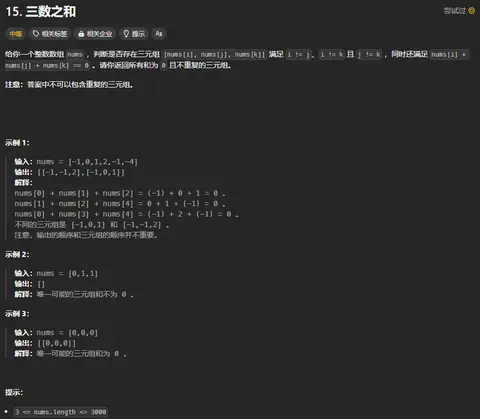 15. 三数之和
尝试过
中等 相关标签 相关企业 提示 Az
给你一个整数数组 nums ，判断是否存在三元组 [nums[i], nums[j], nums[k]] 满足 i != j、i != k 且 j != k ，同时还满足 nums[i] +
nums[j] + nums[k] == 0 。请你返回所有和为 0 且不重复的三元组。
注意：答案中不可以包含重复的三元组。
示例 1：
输入：nums = [-1,0,1,2,-1,-4]
输出：[[-1,-1,2],[-1,0,1]]
解释：
nums[0] + nums[1] + nums[2] = (-1) + 0 + 1 = 0 。
nums[1] + nums[2] + nums[4] = 0 + 1 + (-1) = 0 。
nums[0] + nums[3] + nums[4] = (-1) + 2 + (-1) = 0 。
不同的三元组是 [-1,0,1] 和 [-1,-1,2] 。
注意，输出的顺序和三元组的顺序并不重要。
示例 2：
输入：nums = [0,1,1]
输出：[]
解释：唯一可能的三元组和不为 0 。
示例 3：
输入：nums = [0,0,0]
输出：[[0,0,0]]
解释：唯一可能的三元组和为 0 。
提示：
3 <= nums.length <= 3000